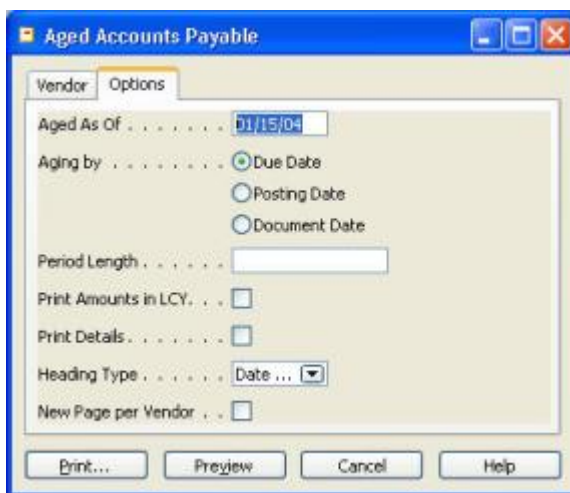 Aged Accounts Payable
Vendor Options
Aged As Of . . . . . . . 01/15/04
Aging by . . . . . . . . Due Date
Posting Date
Document Date
Period Length . . . . . .
Print Amounts in LCY. . .
Print Details. . . . . . .
Heading Type . . . . . . Date ...
New Page per Vendor . .
Print... Preview Cancel Help